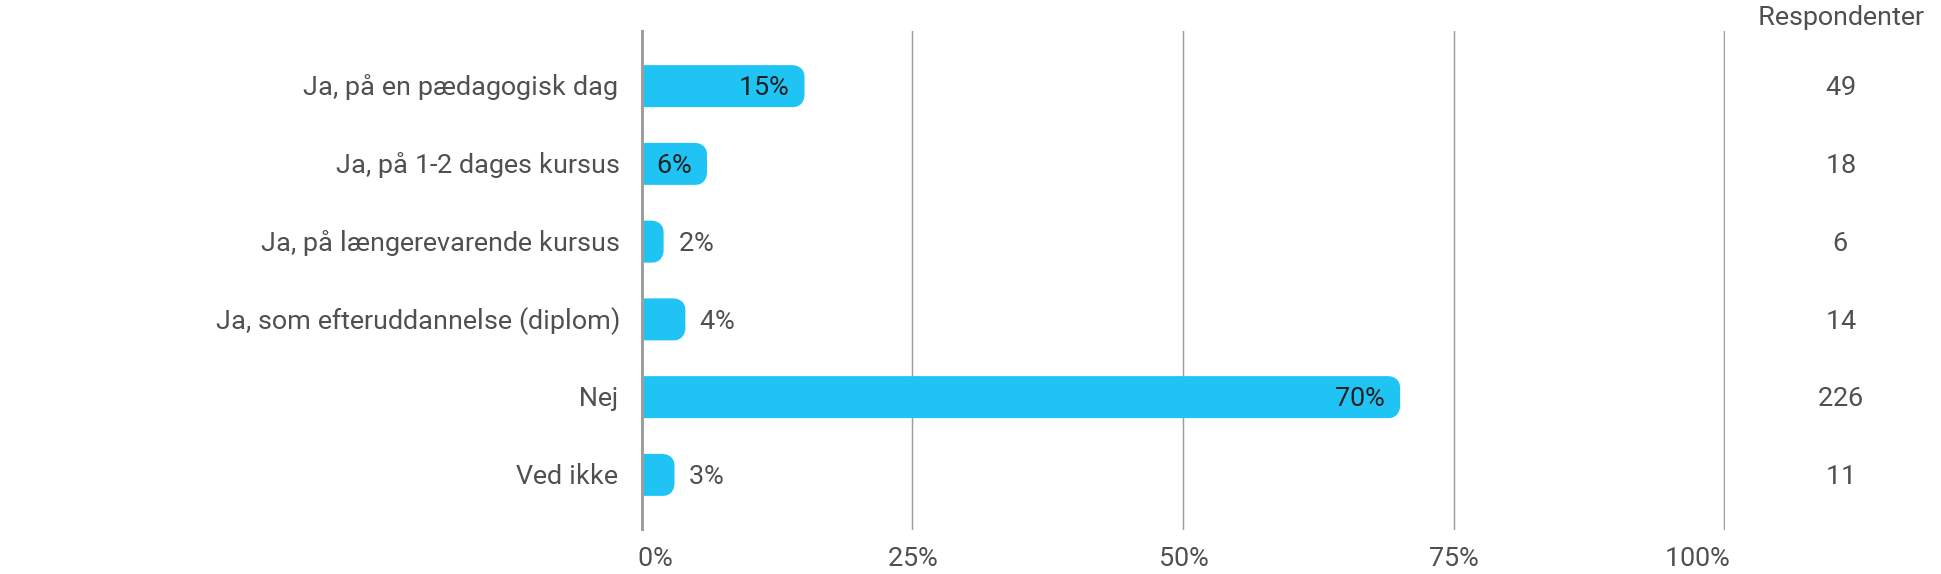 Respondenter
Ja, på en pædagogisk dag 15% 49
Ja, på 1-2 dages kursus 6% 18
Ja, på længerevarende kursus 2% 6
Ja, som efteruddannelse (diplom) 4% 14
Nej 70% 226
Ved ikke 3% 11
0% 25% 50% 75% 100%